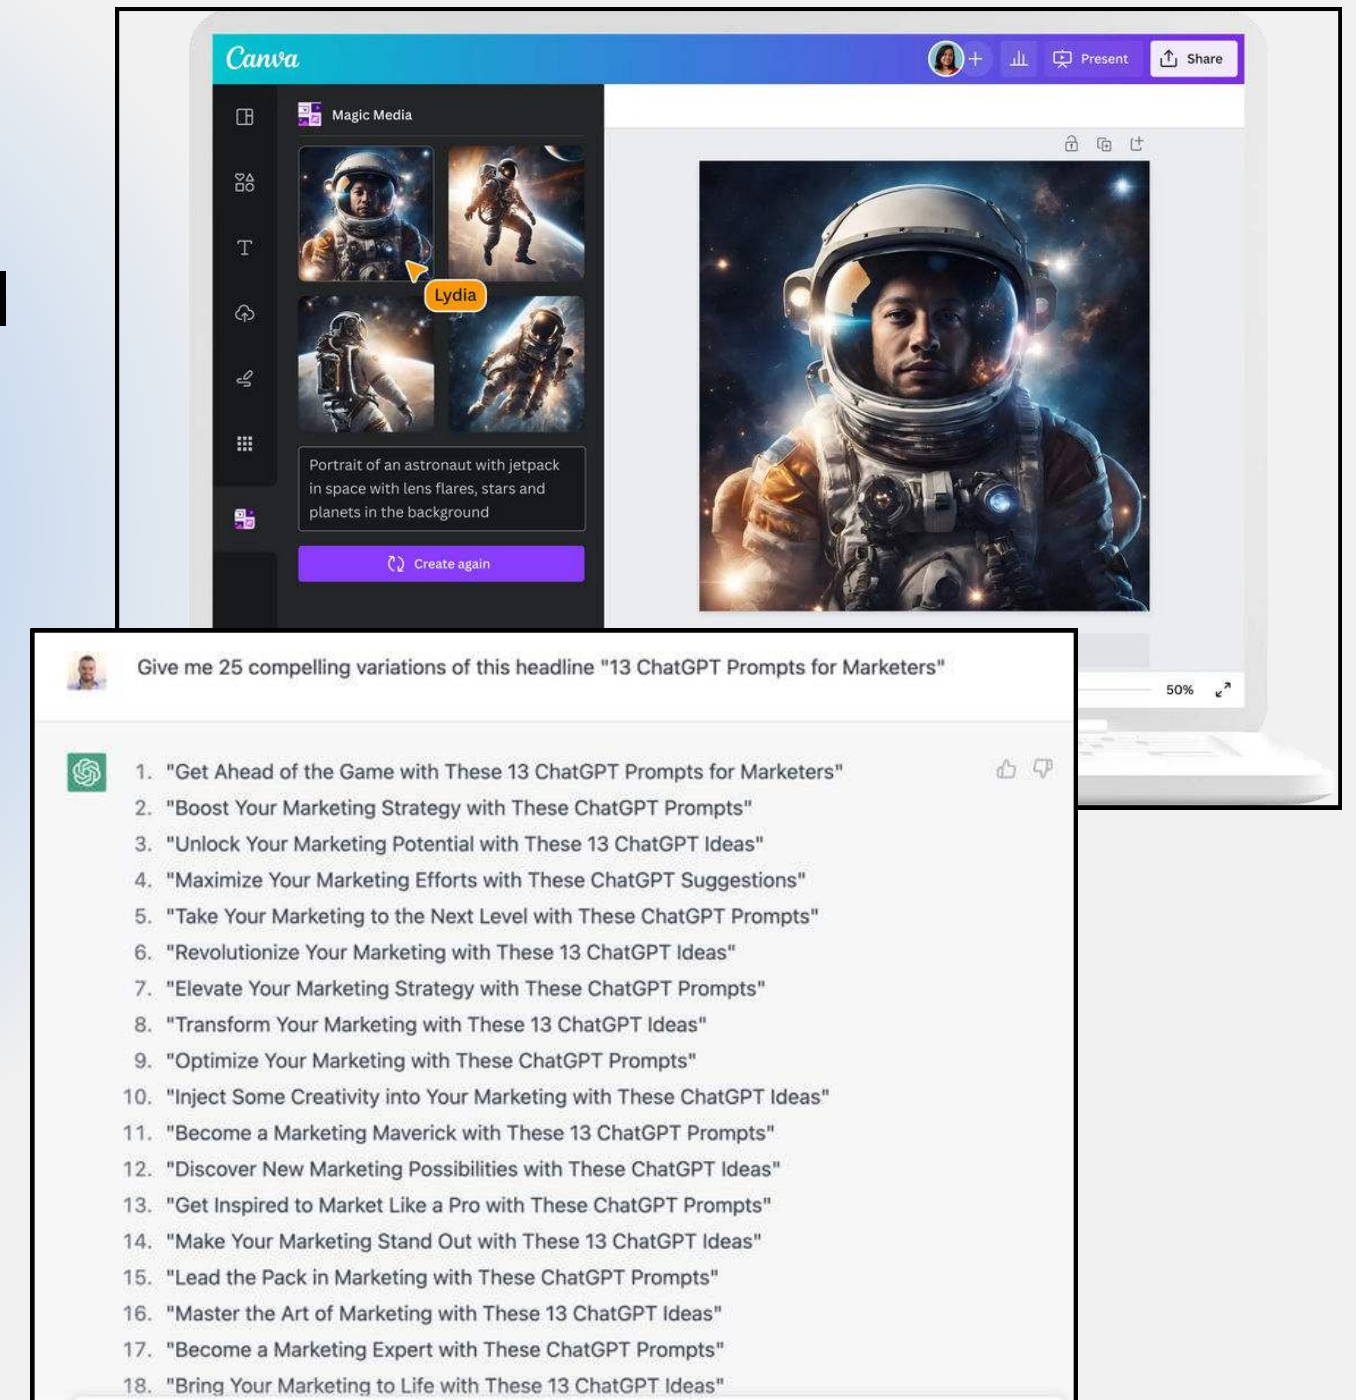 Canva
Present
Share
Magic Media
Lydia
Portrait of an astronaut with jetpack
in space with lens flares, stars and
planets in the background
Create again
50%
Give me 25 compelling variations of this headline "13 ChatGPT Prompts for Marketers"
1. "Get Ahead of the Game with These 13 ChatGPT Prompts for Marketers"
2. "Boost Your Marketing Strategy with These ChatGPT Prompts"
3. "Unlock Your Marketing Potential with These 13 ChatGPT Ideas"
4. "Maximize Your Marketing Efforts with These ChatGPT Suggestions"
5. "Take Your Marketing to the Next Level with These ChatGPT Prompts"
6. "Revolutionize Your Marketing with These 13 ChatGPT Ideas"
7. "Elevate Your Marketing Strategy with These ChatGPT Prompts"
8. "Transform Your Marketing with These 13 ChatGPT Ideas"
9. "Optimize Your Marketing with These ChatGPT Prompts"
10. "Inject Some Creativity into Your Marketing with These ChatGPT Ideas"
11. "Become a Marketing Maverick with These 13 ChatGPT Prompts"
12. "Discover New Marketing Possibilities with These ChatGPT Ideas"
13. "Get Inspired to Market Like a Pro with These ChatGPT Prompts"
14. "Make Your Marketing Stand Out with These 13 ChatGPT Ideas"
15. "Lead the Pack in Marketing with These ChatGPT Prompts"
16. "Master the Art of Marketing with These 13 ChatGPT Ideas"
17. "Become a Marketing Expert with These ChatGPT Prompts"
18. "Bring Your Marketing to Life with These 13 ChatGPT Ideas"